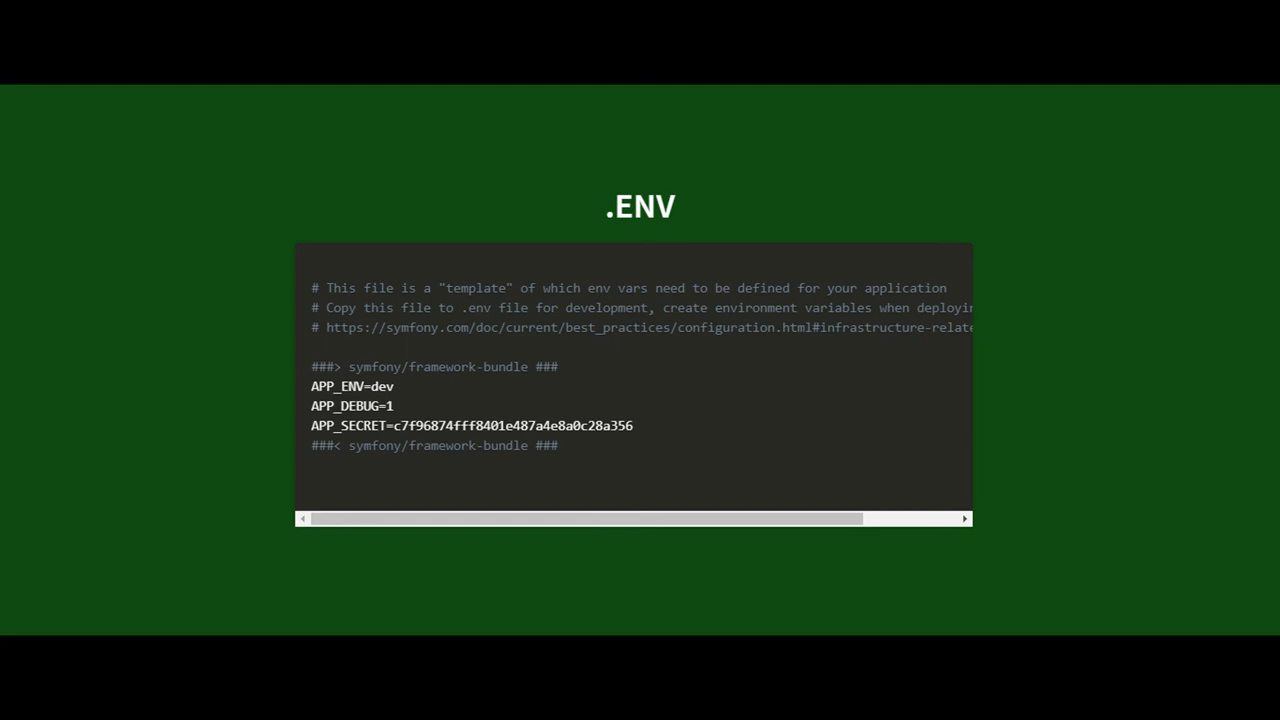 .ENV
# This file is a "template" of which env vars need to be defined for your application
# Copy this file to .env file for development, create environment variables when deployin
# https://symfony.com/doc/current/best_practices/configuration.html#infrastructure-relate
###> symfony/framework-bundle ###
APP_ENV=dev
APP_DEBUG=1
APP_SECRET=c7f96874fff8401e487a4e8a0c28a356
###< symfony/framework-bundle ###